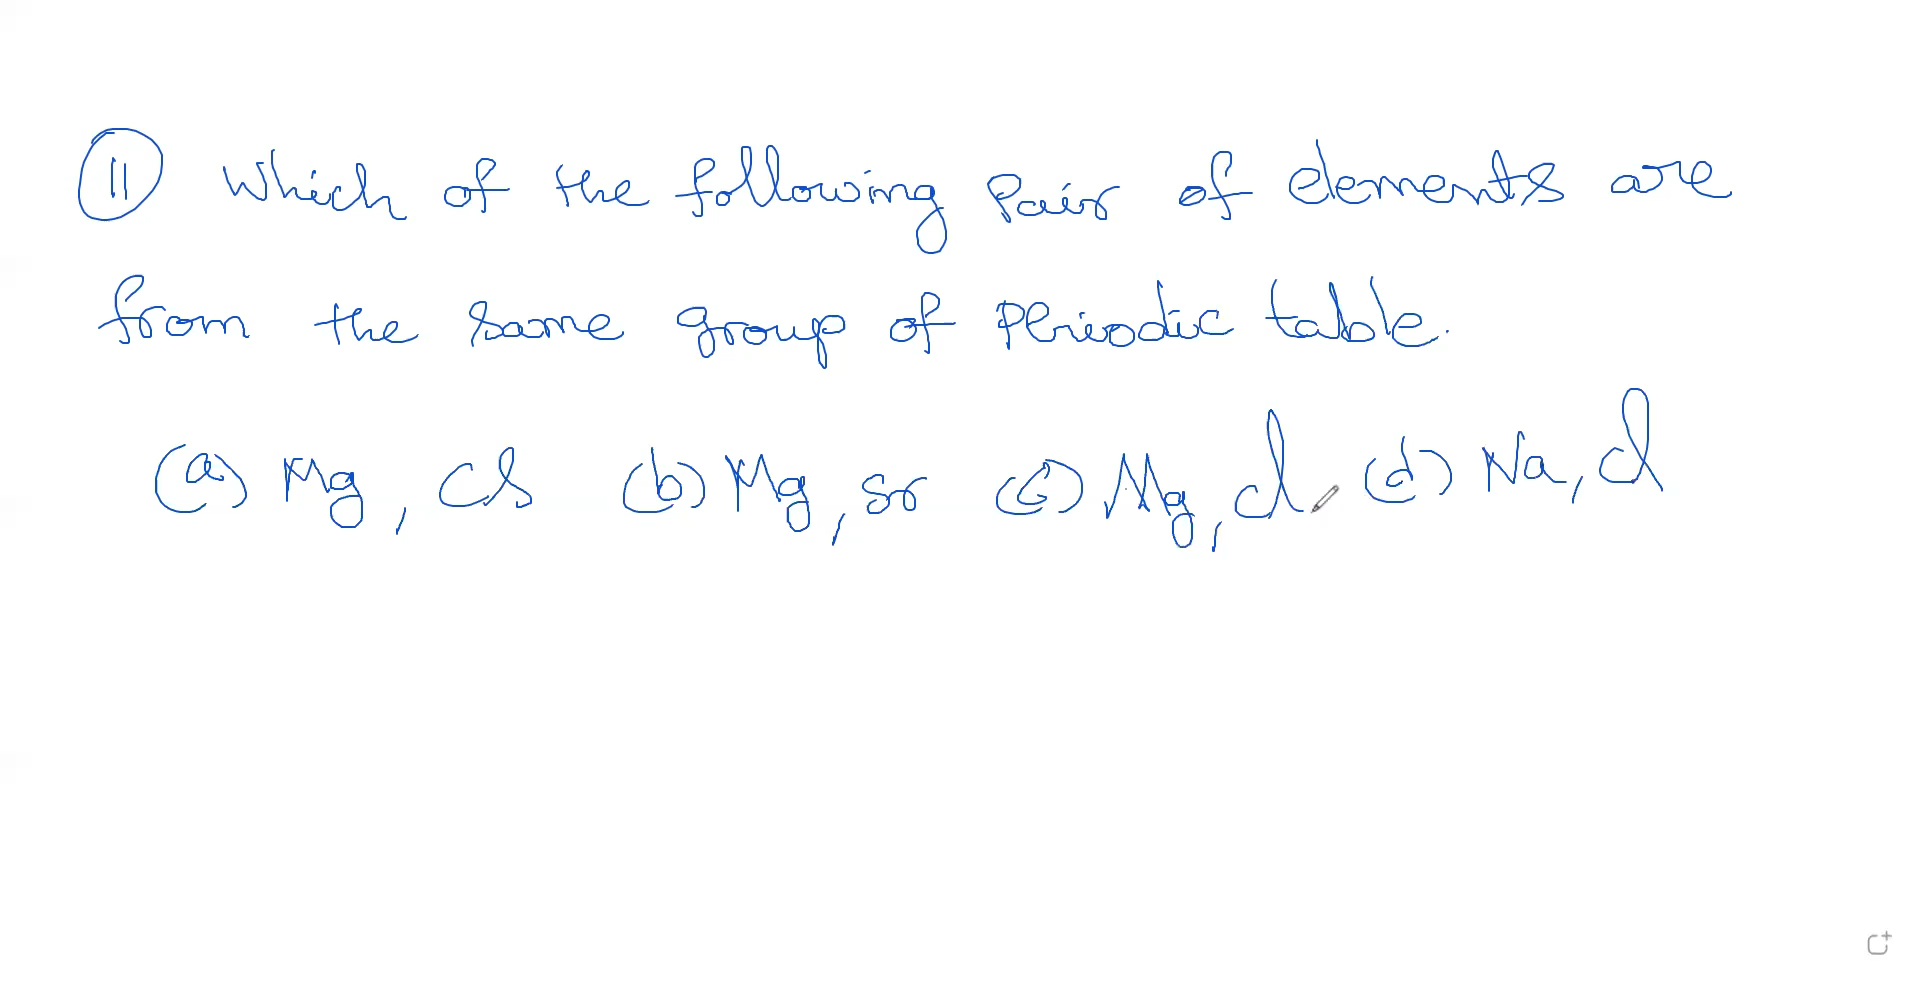 11 Which of the following Pair of elements are
from the same group of Periodic table.
(a) Mg, Cs (b) Mg, Sr (c) Mg, Cl (d) Na, Cl